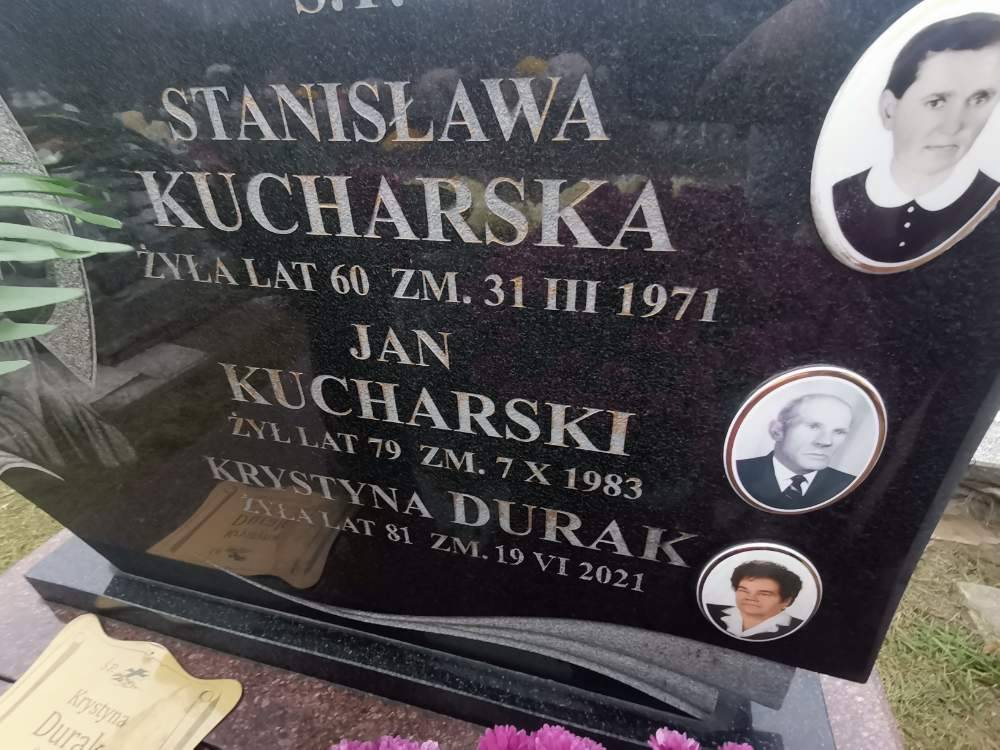 Ś.P.
STANISŁAWA
KUCHARSKA
ŻYŁA LAT 60 ZM. 31 III 1971
JAN
KUCHARSKI
ŻYŁ LAT 79 ZM. 7 X 1983
KRYSTYNA DURAK
ŻYŁA LAT 81 ZM. 19 VI 2021
Ś.P.
Krystyna
Durak